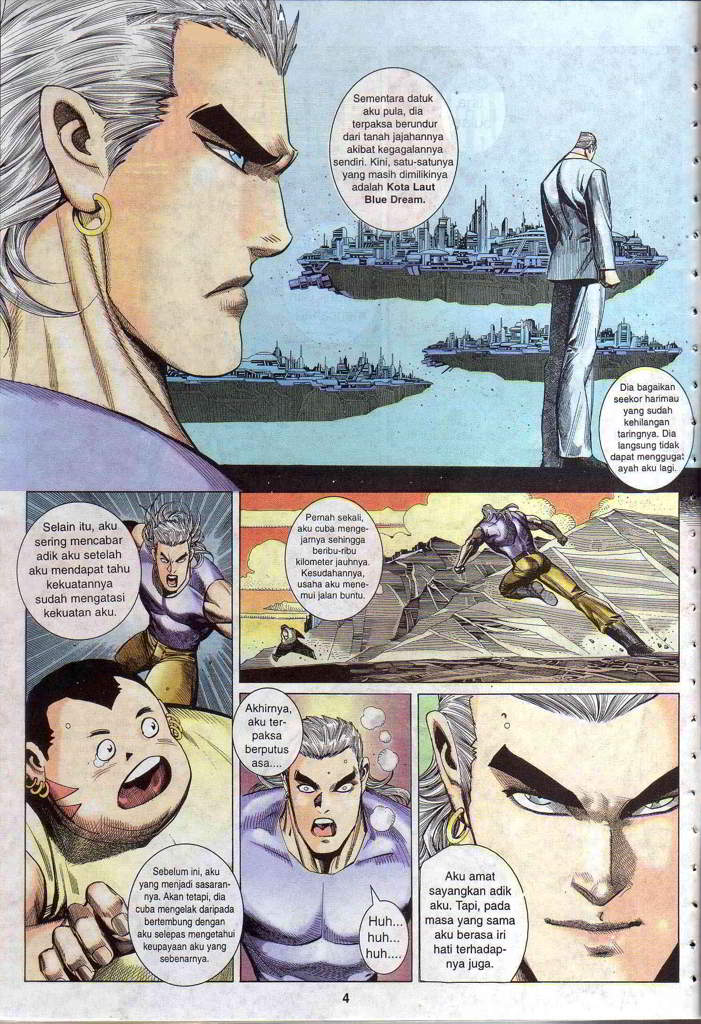 Sementara datuk
aku pula, dia
terpaksa berundur
dari tanah jajahannya
akibat kegagalannya
sendiri. Kini, satu-satunya
yang masih dimilikinya
adalah Kota Laut
Blue Dream.
Dia bagaikan
seekor harimau
yang sudah
kehilangan
taringnya. Dia
langsung tidak
dapat menggugat
ayah aku lagi.
Selain itu, aku
sering mencabar
adik aku setelah
aku mendapat tahu
kekuatannya
sudah mengatasi
kekuatan aku.
Pernah sekali,
aku cuba menge-
jarnya sehingga
beribu-ribu
kilometer jauhnya.
Kesudahannya,
usaha aku mene-
mui jalan buntu.
Sebelum ini, aku
yang menjadi sasaran-
nya. Akan tetapi, dia
cuba mengelak daripada
bertembung dengan
aku selepas mengetahui
keupayaan aku yang
sebenarnya.
Akhirnya,
aku ter-
paksa
berputus
asa....
Huh...
huh...
huh....
Aku amat
sayangkan adik
aku. Tapi, pada
masa yang sama
aku berasa iri
hati terhadap-
nya juga.
4